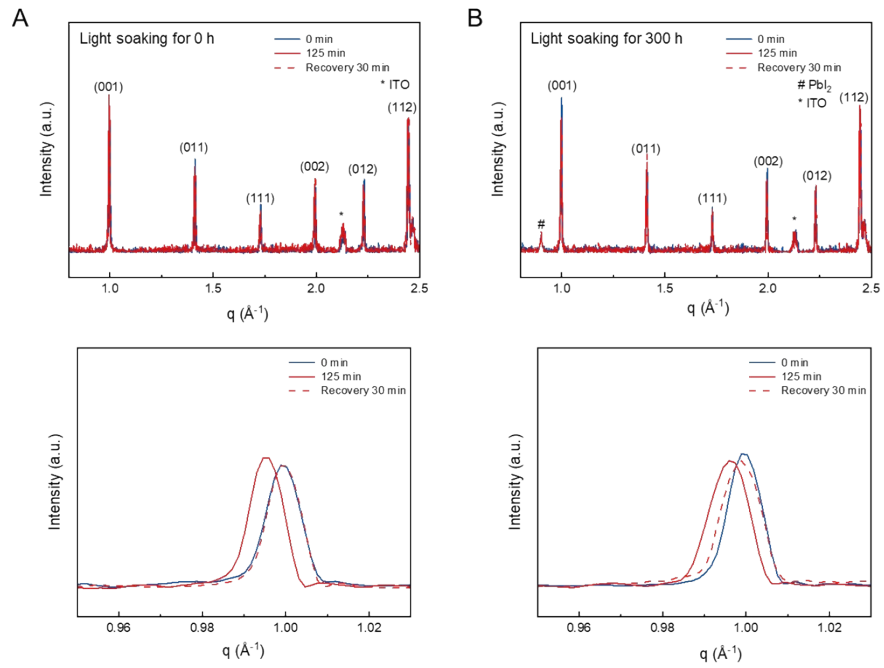 A
Light soaking for 0 h
0 min
125 min
Recovery 30 min
* ITO
(001)
(011)
(111)
(002)
*
(012)
(112)
Intensity (a.u.)
1.0 1.5 2.0 2.5
q (Å-1)
B
Light soaking for 300 h
0 min
125 min
Recovery 30 min
# PbI2
* ITO
#
(001)
(011)
(111)
(002)
*
(012)
(112)
Intensity (a.u.)
1.0 1.5 2.0 2.5
q (Å-1)
0 min
125 min
Recovery 30 min
Intensity (a.u.)
0.96 0.98 1.00 1.02
q (Å-1)
0 min
125 min
Recovery 30 min
Intensity (a.u.)
0.96 0.98 1.00 1.02
q (Å-1)